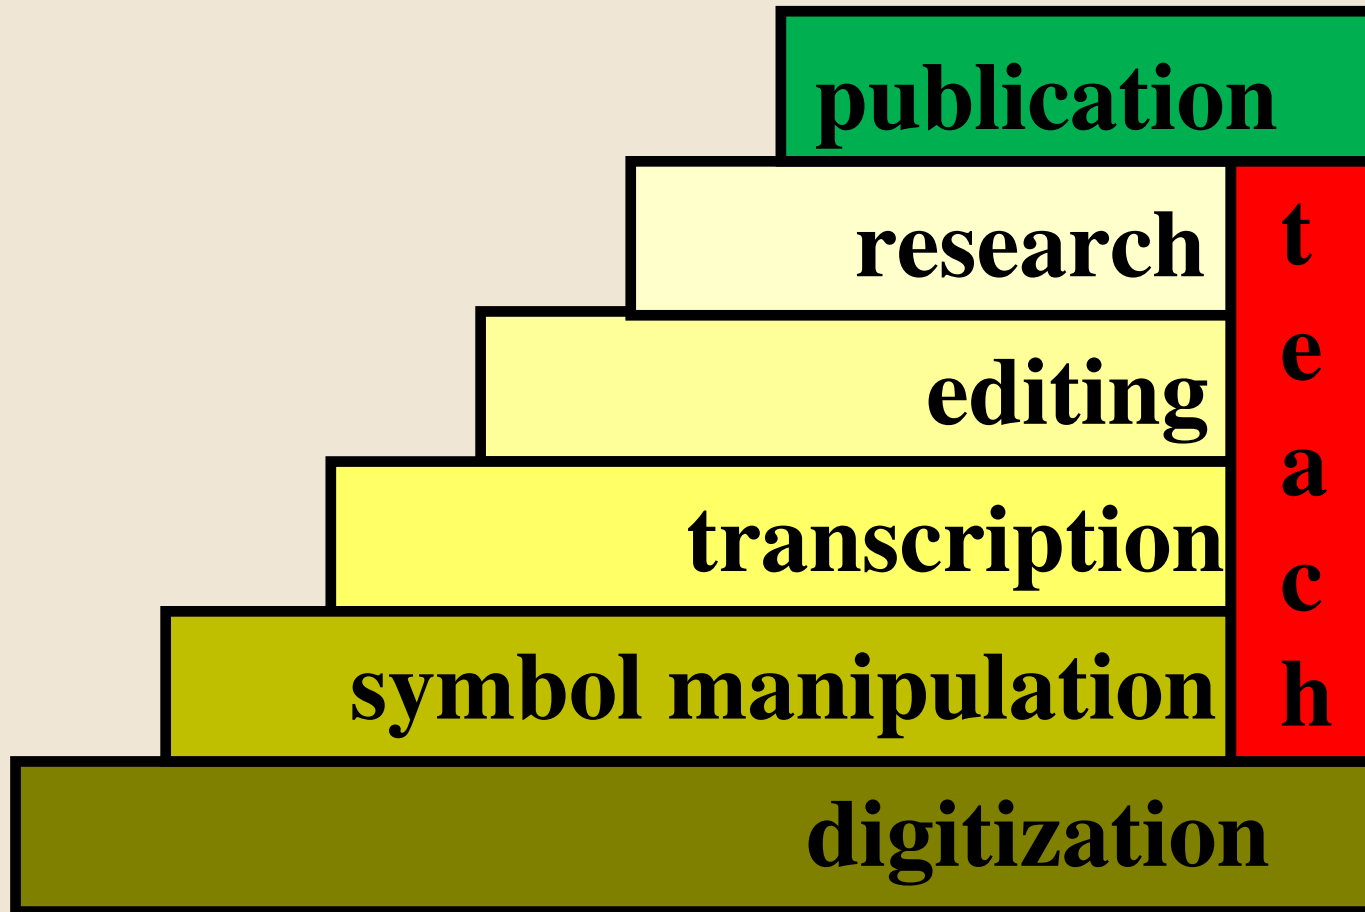 publication
research
editing
transcription
symbol manipulation
digitization
t
e
a
c
h